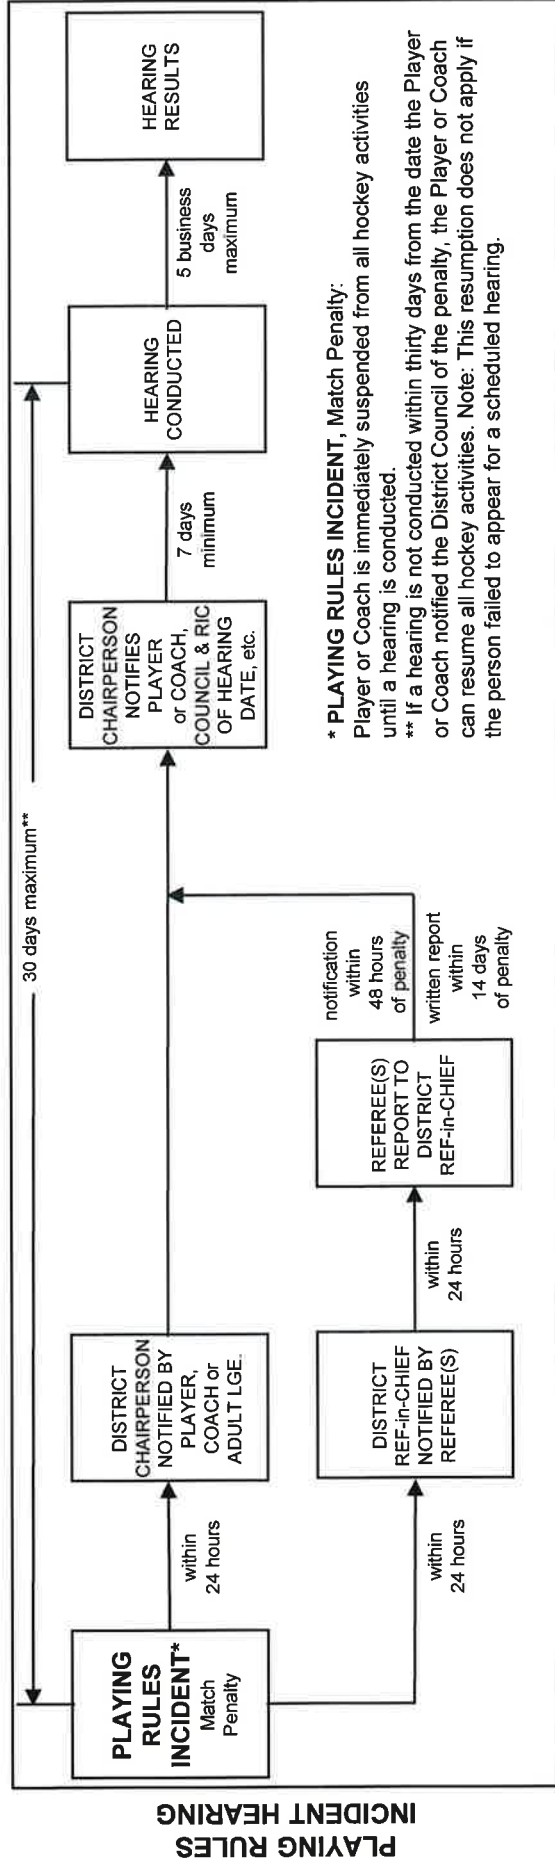 PLAYING RULES
INCIDENT HEARING
30 days maximum**
PLAYING
RULES
INCIDENT*
Match
Penalty
within
24 hours
DISTRICT
CHAIRPERSON
NOTIFIED BY
PLAYER,
COACH or
ADULT LGE.
within
24 hours
DISTRICT
REF-in-CHIEF
NOTIFIED BY
REFEREE(S)
within
24 hours
REFEREE(S)
REPORT TO
DISTRICT
REF-in-CHIEF
notification
within
48 hours
of penalty
written report
within
14 days
of penalty
DISTRICT
CHAIRPERSON
NOTIFIES
PLAYER
or COACH,
COUNCIL & RIC
OF HEARING
DATE, etc.
7 days
minimum
HEARING
CONDUCTED
5 business
days
maximum
HEARING
RESULTS
* PLAYING RULES INCIDENT, Match Penalty:
Player or Coach is immediately suspended from all hockey activities
until a hearing is conducted.
** If a hearing is not conducted within thirty days from the date the Player
or Coach notified the District Council of the penalty, the Player or Coach
can resume all hockey activities. Note: This resumption does not apply if
the person failed to appear for a scheduled hearing.